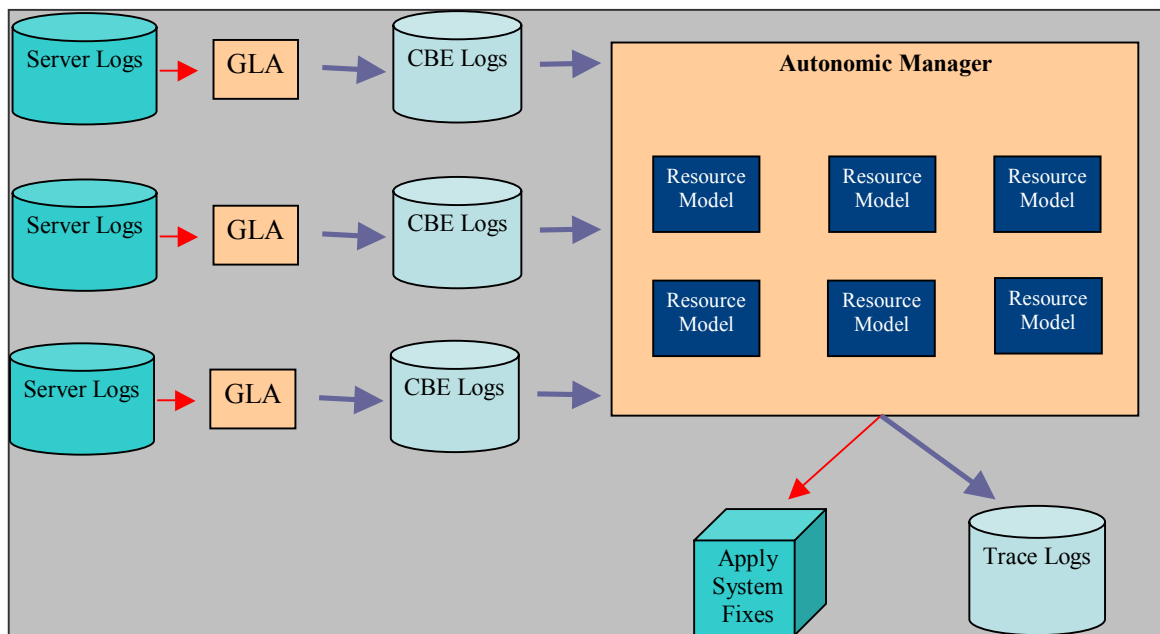 Server Logs
GLA
CBE Logs
Autonomic Manager
Resource
Model
Resource
Model
Resource
Model
Server Logs
GLA
CBE Logs
Resource
Model
Resource
Model
Resource
Model
Server Logs
GLA
CBE Logs
Apply
System
Fixes
Trace Logs